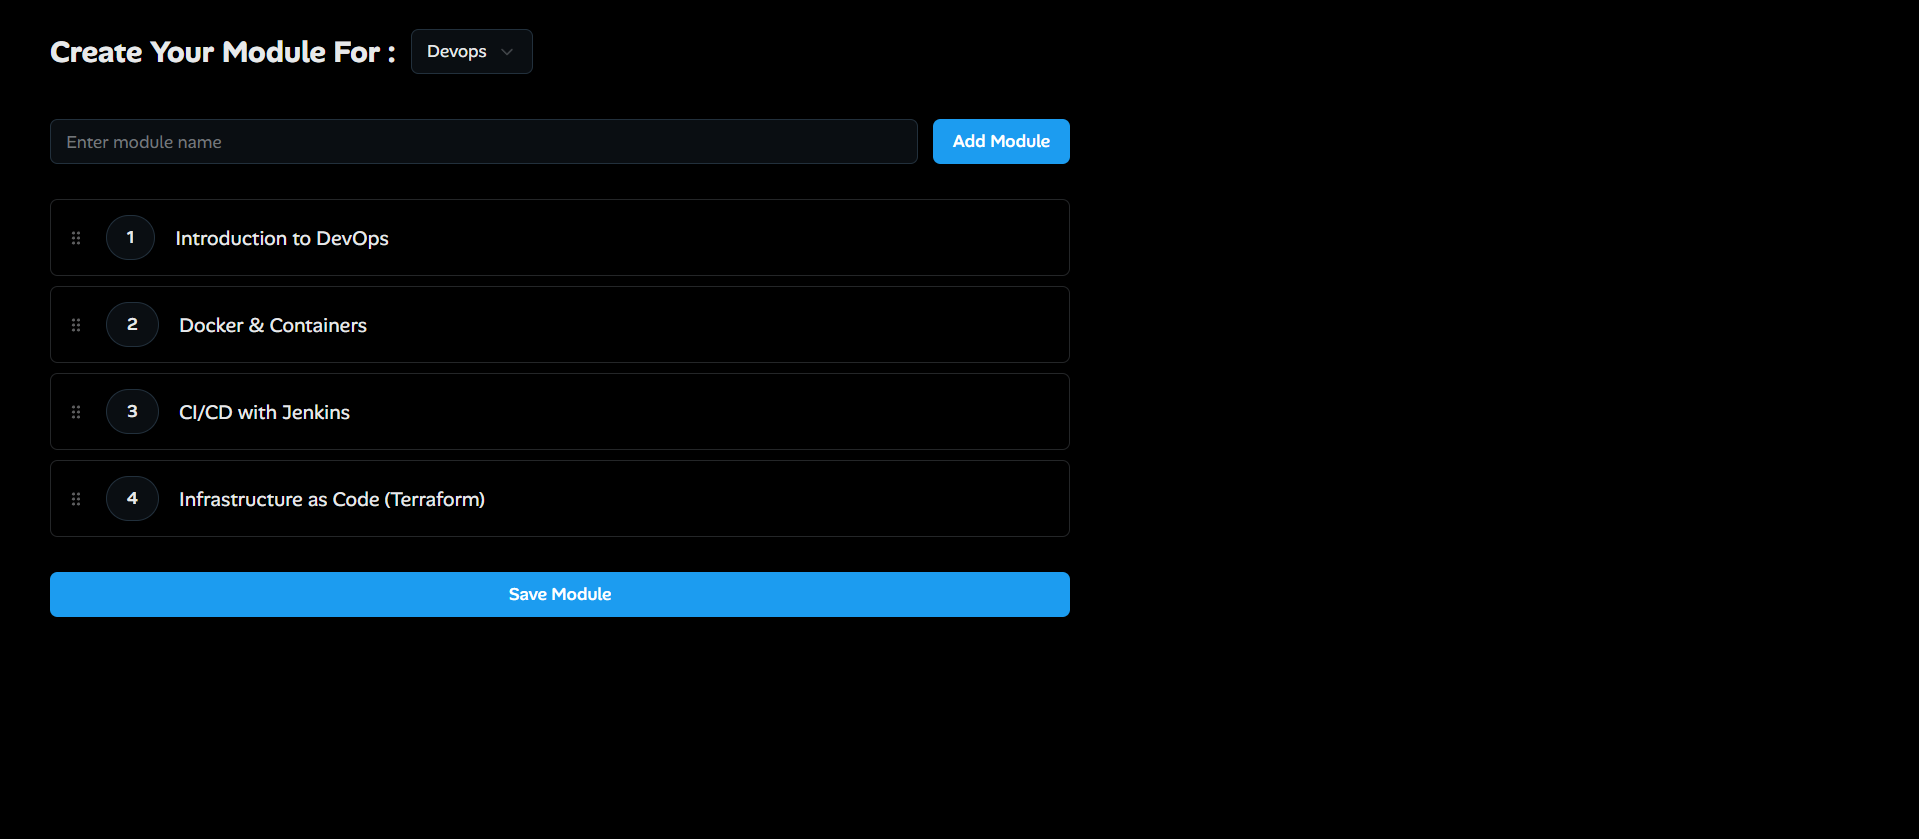 Create Your Module For :
Devops
Enter module name
Add Module
1
Introduction to DevOps
2
Docker & Containers
3
CI/CD with Jenkins
4
Infrastructure as Code (Terraform)
Save Module